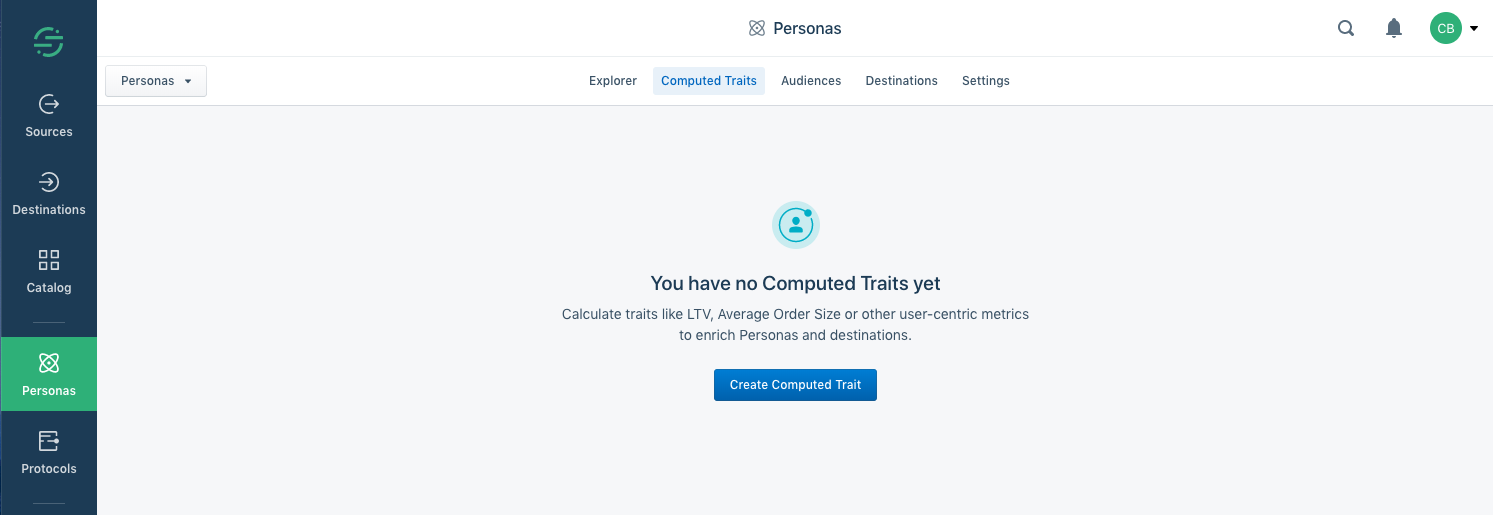 Personas
CB
Personas
Explorer Computed Traits Audiences Destinations Settings
Sources
Destinations
Catalog
Personas
Protocols
You have no Computed Traits yet
Calculate traits like LTV, Average Order Size or other user-centric metrics
to enrich Personas and destinations.
Create Computed Trait